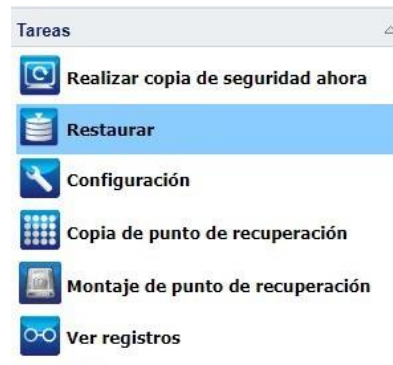 Tareas
Realizar copia de seguridad ahora
Restaurar
Configuración
Copia de punto de recuperación
Montaje de punto de recuperación
Ver registros